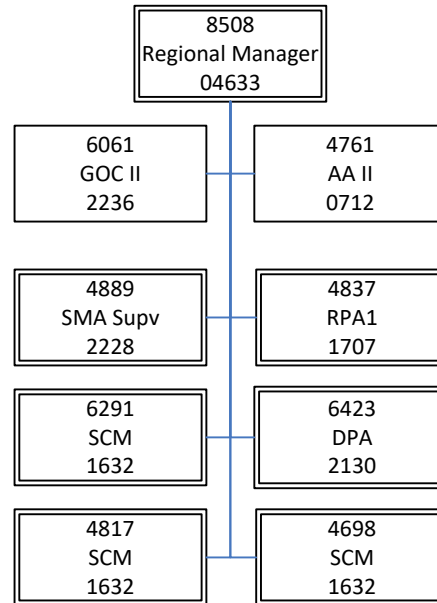 8508
Regional Manager
04633
6061
GOC II
2236
4761
AA II
0712
4889
SMA Supv
2228
4837
RPA1
1707
6291
SCM
1632
6423
DPA
2130
4817
SCM
1632
4698
SCM
1632